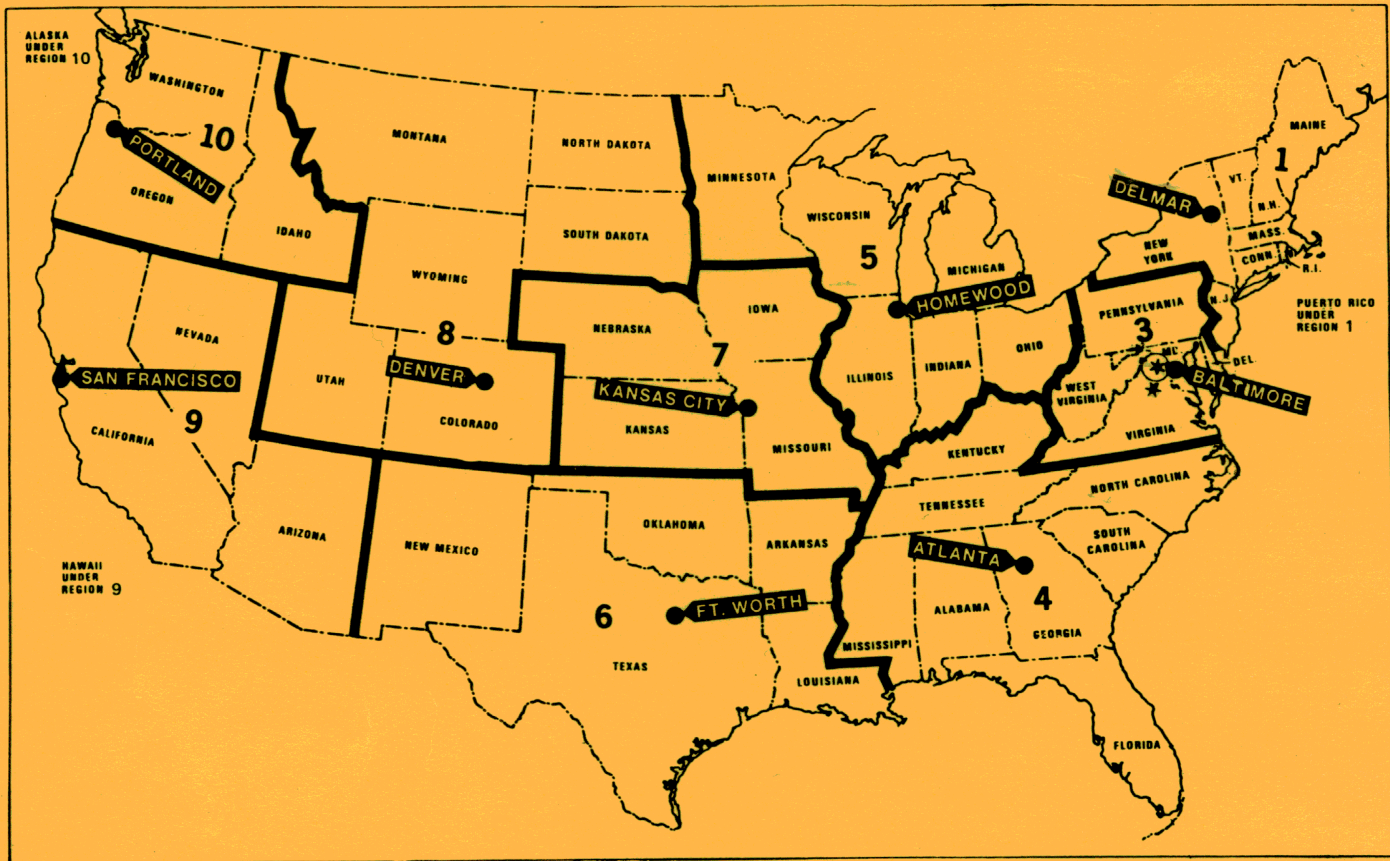 ALASKA
UNDER
REGION 10
WASHINGTON
10
PORTLAND
OREGON
IDAHO
MONTANA
NORTH DAKOTA
SOUTH DAKOTA
WYOMING
8
DENVER
UTAH
COLORADO
NEVADA
SAN FRANCISCO
9
CALIFORNIA
ARIZONA
HAWAII
UNDER
REGION 9
NEW MEXICO
NEBRASKA
IOWA
7
KANSAS CITY
KANSAS
MISSOURI
OKLAHOMA
ARKANSAS
6
FT. WORTH
TEXAS
LOUISIANA
MINNESOTA
WISCONSIN
5
MICHIGAN
HOMEWOOD
ILLINOIS
INDIANA
OHIO
KENTUCKY
TENNESSEE
NORTH CAROLINA
SOUTH
CAROLINA
ATLANTA
4
MISSISSIPPI
ALABAMA
GEORGIA
FLORIDA
MAINE
1
VT.
N.H.
DELMAR
NEW
YORK
MASS.
CONN.
R.I.
PUERTO RICO
UNDER
REGION 1
PENNSYLVANIA
N.J.
3
DEL.
BALTIMORE
WEST
VIRGINIA
VIRGINIA